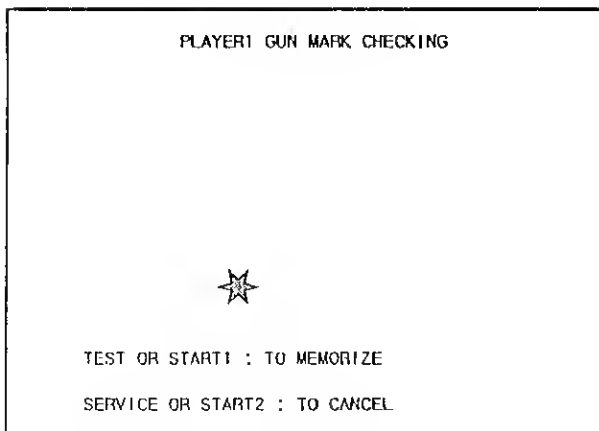 PLAYER1 GUN MARK CHECKING
TEST OR START1 : TO MEMORIZE
SERVICE OR START2 : TO CANCEL